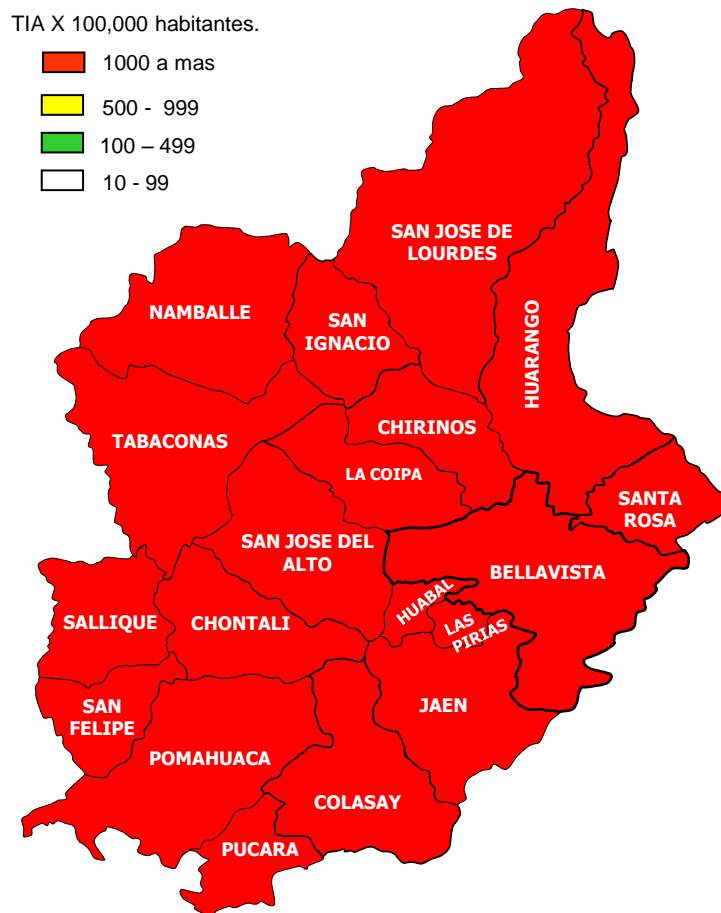 TIA X 100,000 habitantes.
1000 a mas
500 - 999
100 – 499
10 - 99
SAN JOSE DE
LOURDES
NAMBALLE
SAN
IGNACIO
HUARANGO
TABACONAS
CHIRINOS
LA COIPA
SANTA
ROSA
SAN JOSE DEL
ALTO
BELLAVISTA
HUABAL
LAS
PIRIAS
SALLIQUE
CHONTALI
SAN
FELIPE
JAEN
POMAHUACA
COLASAY
PUCARA